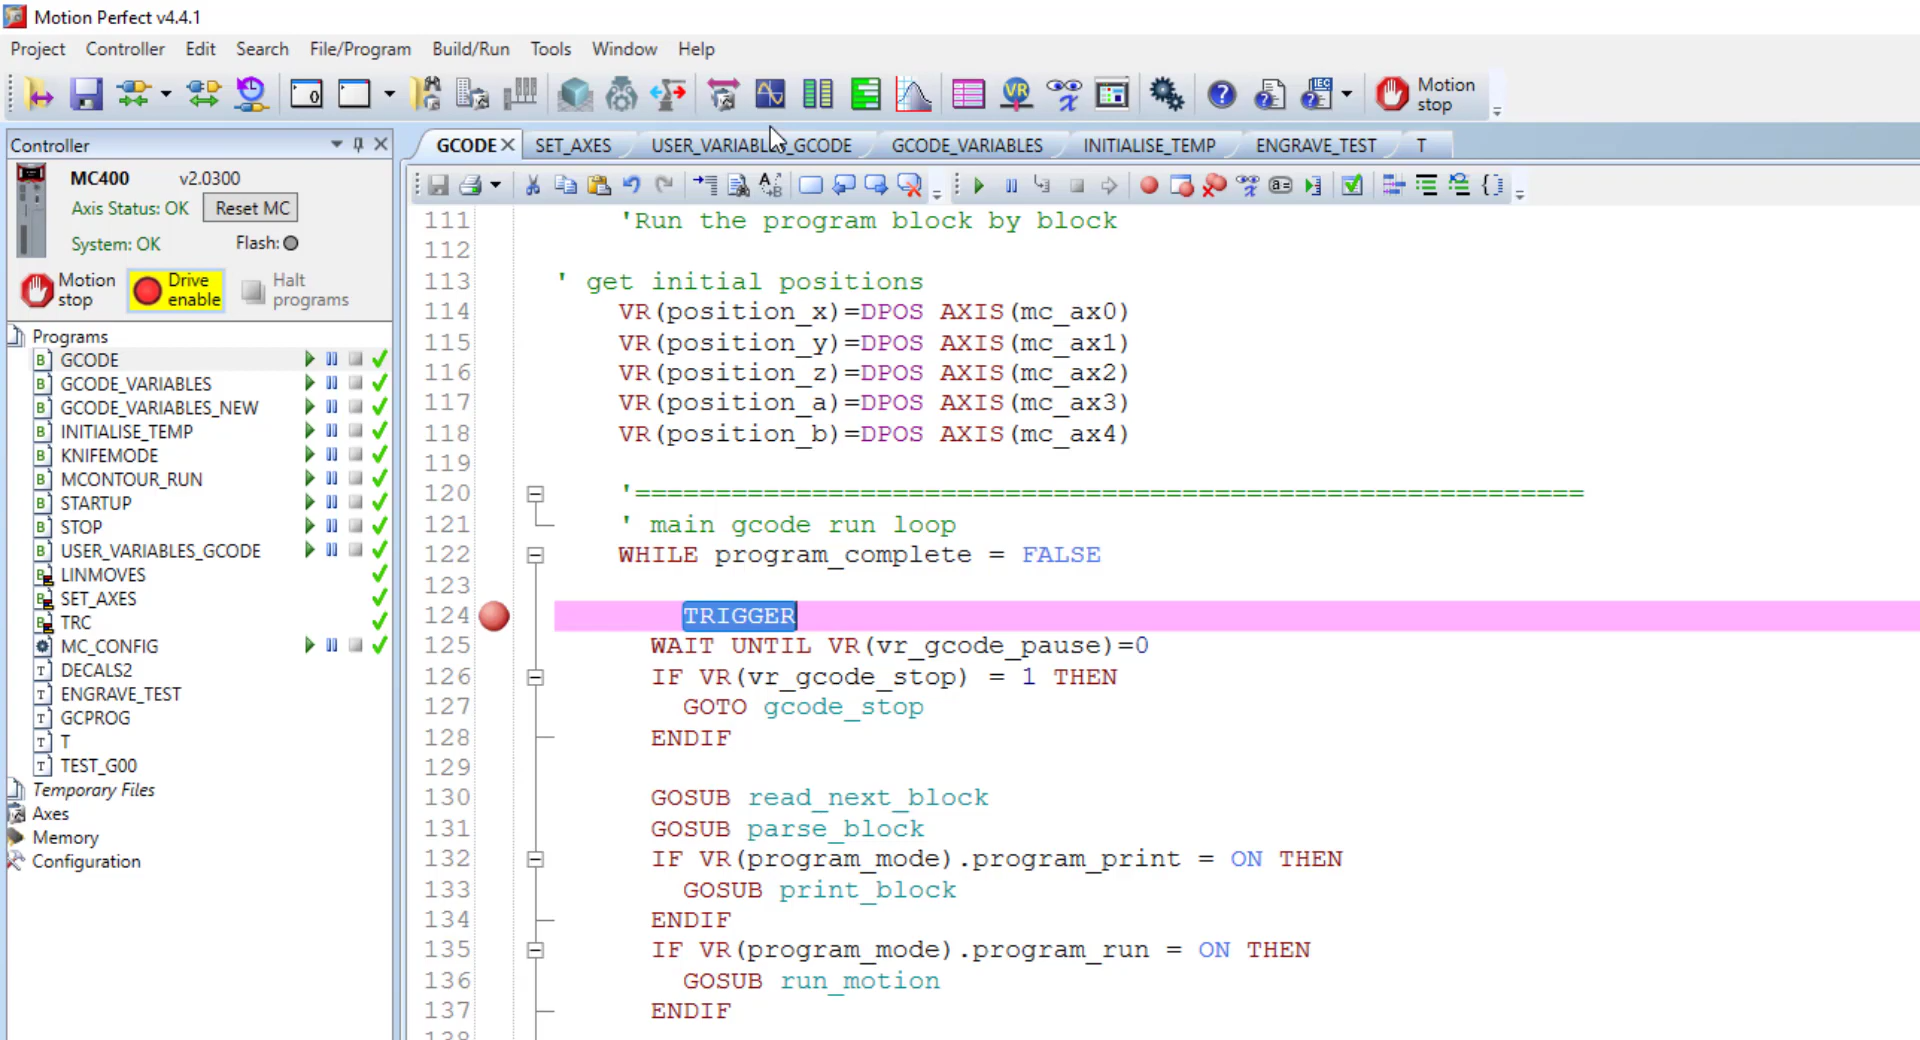 Motion Perfect v4.4.1
Project Controller Edit Search File/Program Build/Run Tools Window Help
Motion stop
Controller
GCODE SET_AXES USER_VARIABLES_GCODE GCODE_VARIABLES INITIALISE_TEMP ENGRAVE_TEST T
MC400 v2.0300
Axis Status: OK Reset MC
System: OK Flash:
Motion stop Drive enable Halt programs
Programs
GCODE
GCODE_VARIABLES
GCODE_VARIABLES_NEW
INITIALISE_TEMP
KNIFEMODE
MCONTOUR_RUN
STARTUP
STOP
USER_VARIABLES_GCODE
LINMOVES
SET_AXES
TRC
MC_CONFIG
DECALS2
ENGRAVE_TEST
GCPROG
T
TEST_G00
Temporary Files
Axes
Memory
Configuration
111 'Run the program block by block
112
113 ' get initial positions
114 VR(position_x)=DPOS AXIS(mc_ax0)
115 VR(position_y)=DPOS AXIS(mc_ax1)
116 VR(position_z)=DPOS AXIS(mc_ax2)
117 VR(position_a)=DPOS AXIS(mc_ax3)
118 VR(position_b)=DPOS AXIS(mc_ax4)
119
120 '===========================================================
121 ' main gcode run loop
122 WHILE program_complete = FALSE
123
124 TRIGGER
125 WAIT UNTIL VR(vr_gcode_pause)=0
126 IF VR(vr_gcode_stop) = 1 THEN
127 GOTO gcode_stop
128 ENDIF
129
130 GOSUB read_next_block
131 GOSUB parse_block
132 IF VR(program_mode).program_print = ON THEN
133 GOSUB print_block
134 ENDIF
135 IF VR(program_mode).program_run = ON THEN
136 GOSUB run_motion
137 ENDIF
138